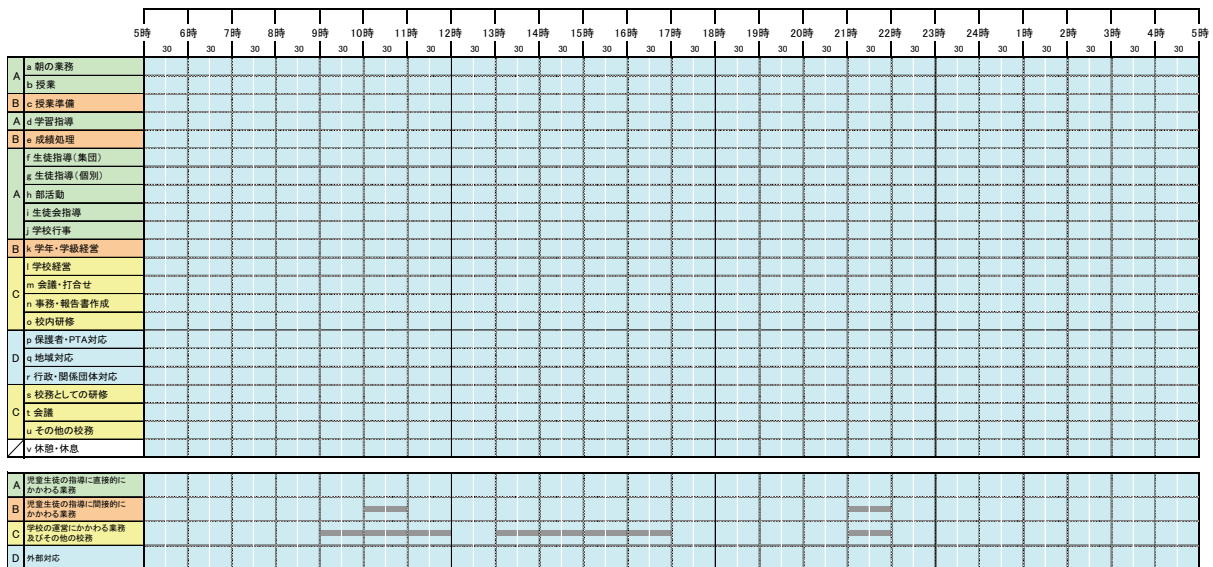 5時 6時 7時 8時 9時 10時 11時 12時 13時 14時 15時 16時 17時 18時 19時 20時 21時 22時 23時 24時 1時 2時 3時 4時 5時
30 30 30 30 30 30 30 30 30 30 30 30 30 30 30 30 30 30 30 30 30 30 30 30
A
a 朝の業務
b 授業
B c 授業準備
A d 学習指導
B e 成績処理
A
f 生徒指導(集団)
g 生徒指導(個別)
h 部活動
i 生徒会指導
j 学校行事
B k 学年・学級経営
C
l 学校経営
m 会議・打合せ
n 事務・報告書作成
o 校内研修
D
p 保護者・PTA対応
q 地域対応
r 行政・関係団体対応
C
s 校務としての研修
t 会議
u その他の校務
v 休憩・休息
A 児童生徒の指導に直接的に
かかわる業務
B 児童生徒の指導に間接的に
かかわる業務
C 学校の運営にかかわる業務
及びその他の校務
D 外部対応